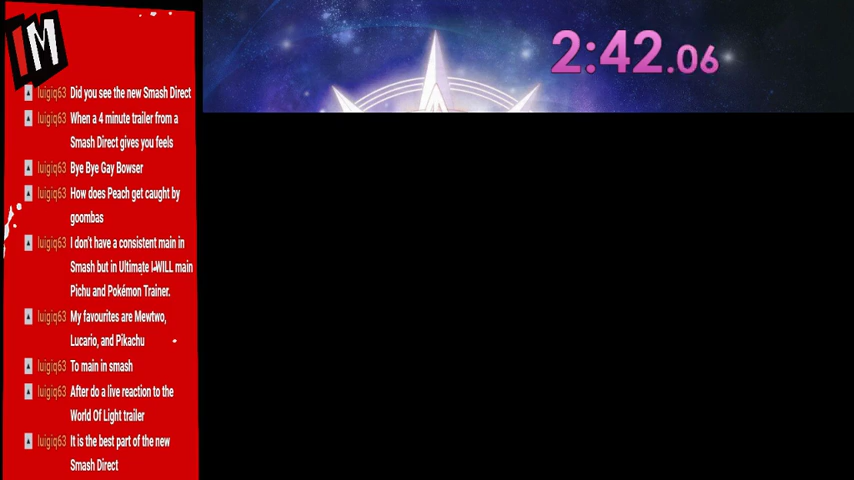 IM
2:42.06
luigiq63 Did you see the new Smash Direct
luigiq63 When a 4 minute trailer from a
Smash Direct gives you feels
luigiq63 Bye Bye Gay Bowser
luigiq63 How does Peach get caught by
goombas
luigiq63 I don't have a consistent main in
Smash but in Ultimate I WILL main
Pichu and Pokémon Trainer.
luigiq63 My favourites are Mewtwo,
Lucario, and Pikachu
luigiq63 To main in smash
luigiq63 After do a live reaction to the
World Of Light trailer
luigiq63 It is the best part of the new
Smash Direct